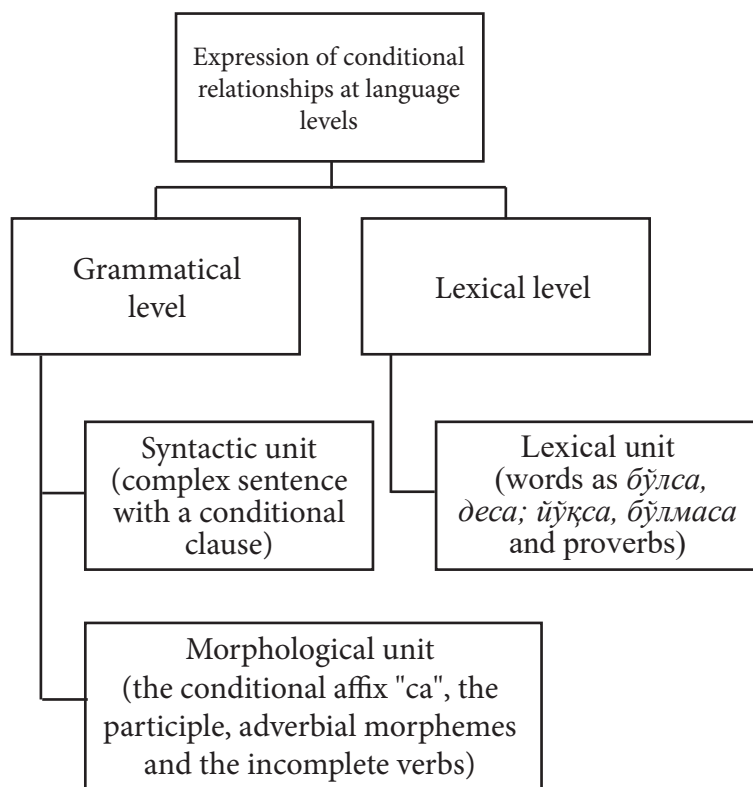 Expression of conditional
relationships at language
levels
Grammatical
level
Lexical level
Syntactic unit
(complex sentence
with a conditional
clause)
Lexical unit
(words as бўлса,
деса; йўқса, бўлмаса
and proverbs)
Morphological unit
(the conditional affix "ca", the
participle, adverbial morphemes
and the incomplete verbs)